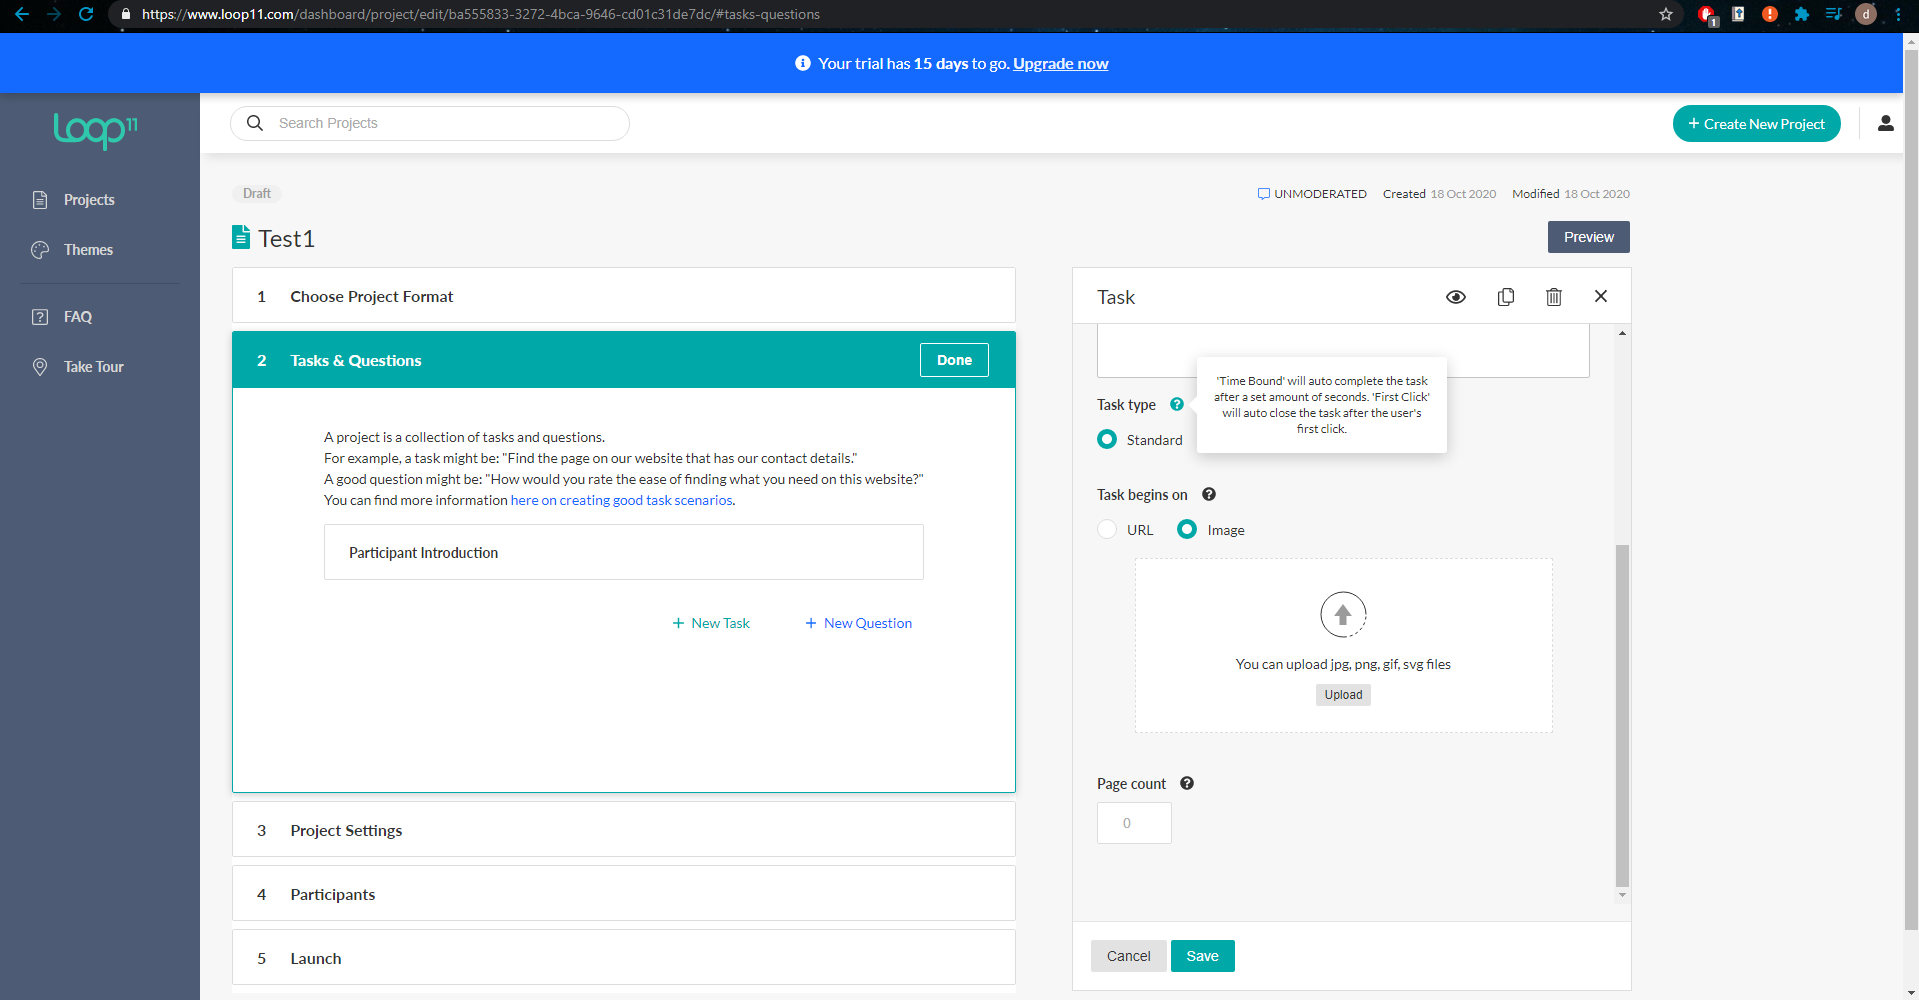 https://www.loop11.com/dashboard/project/edit/ba555833-3272-4bca-9646-cd01c31de7dc/#tasks-questions
1
d
Your trial has 15 days to go. Upgrade now
Loop11
Search Projects
+ Create New Project
Projects
Themes
FAQ
Take Tour
Draft
UNMODERATED Created 18 Oct 2020 Modified 18 Oct 2020
Test1
Preview
1 Choose Project Format
2 Tasks & Questions
Done
A project is a collection of tasks and questions.
For example, a task might be: "Find the page on our website that has our contact details."
A good question might be: "How would you rate the ease of finding what you need on this website?"
You can find more information here on creating good task scenarios.
Participant Introduction
+ New Task
+ New Question
3 Project Settings
4 Participants
5 Launch
Task
'Time Bound' will auto complete the task
after a set amount of seconds. 'First Click'
will auto close the task after the user's
first click.
Task type ?
Standard
Task begins on ?
URL
Image
You can upload jpg, png, gif, svg files
Upload
Page count ?
0
Cancel
Save